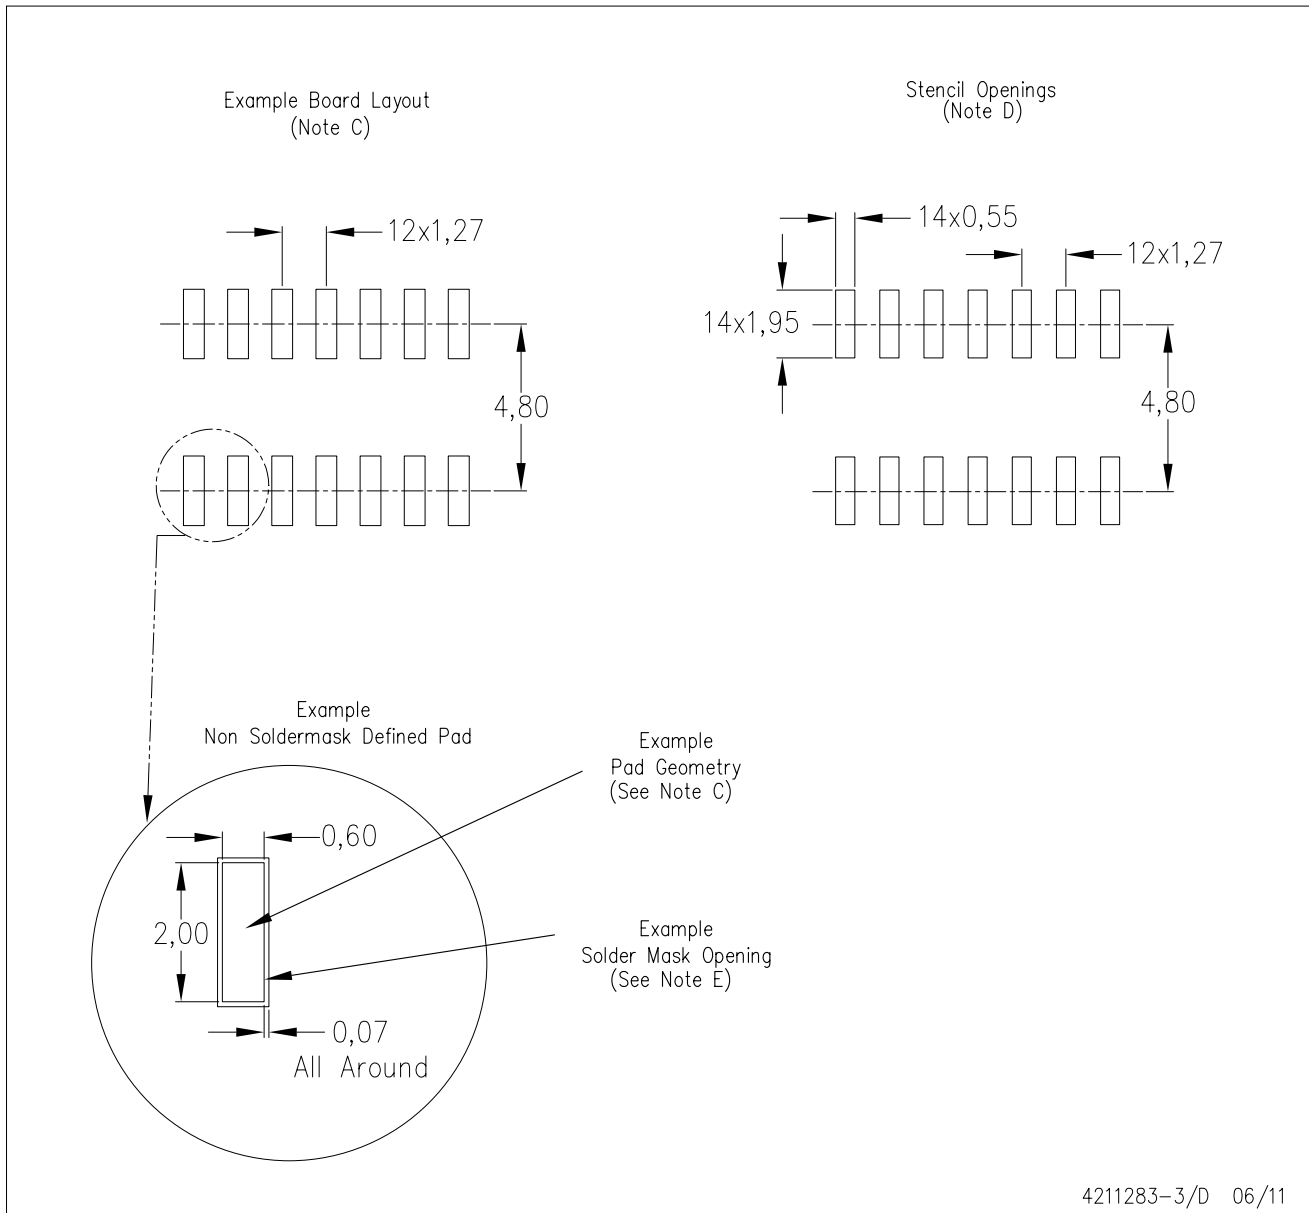 Example Board Layout
(Note C)
Stencil Openings
(Note D)
12x1,27
4,80
14x0,55
12x1,27
14x1,95
4,80
Example
Non Soldermask Defined Pad
Example
Pad Geometry
(See Note C)
0,60
2,00
Example
Solder Mask Opening
(See Note E)
0,07
All Around
4211283-3/D 06/11